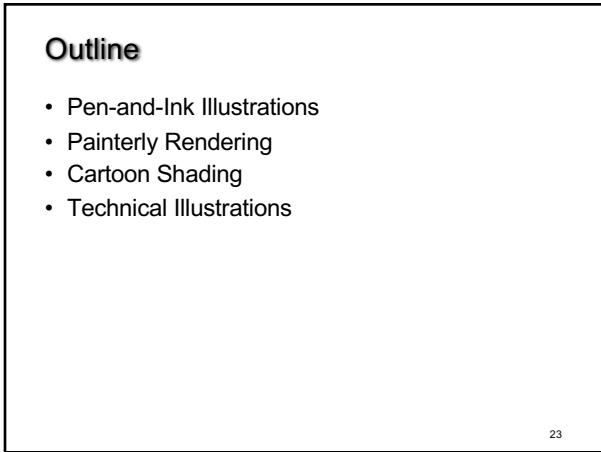 Outline
• Pen-and-Ink Illustrations
• Painterly Rendering
• Cartoon Shading
• Technical Illustrations
23